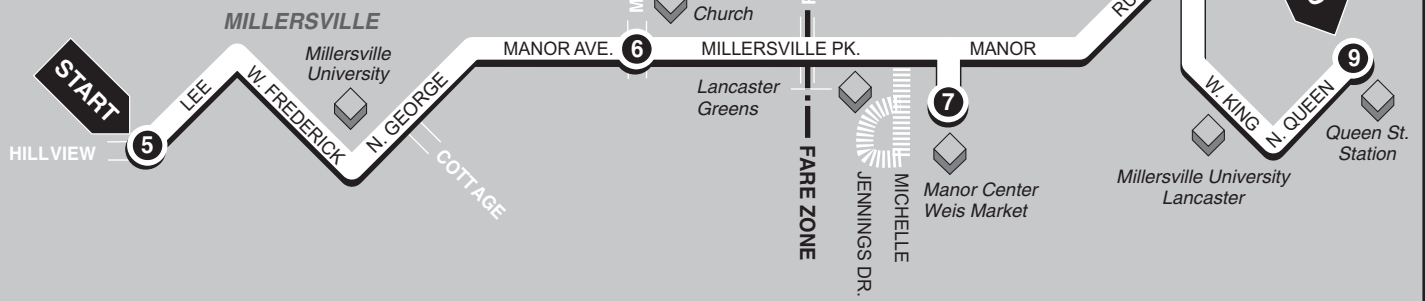 MILLERSVILLE
Church
START
LEE
W. FREDERICK
Millersville
University
N. GEORGE
MANOR AVE.
6
MILLERSVILLE PK.
MANOR
5
HILLVIEW
COTTAGE
Lancaster
Greens
FARE ZONE
JENNINGS DR.
MICHELLE
7
Manor Center
Weis Market
W. KING
N. QUEEN
9
Millersville University
Lancaster
Queen St.
Station